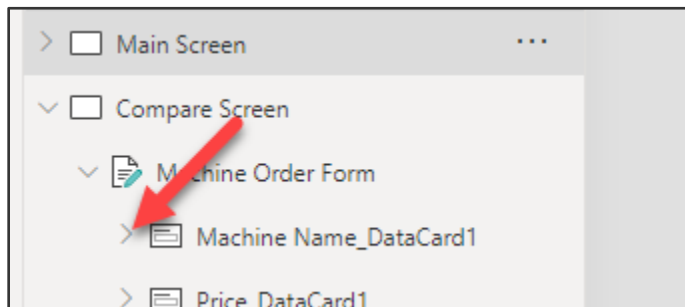 Main Screen ...
Compare Screen
Machine Order Form
Machine Name_DataCard1
Price_DataCard1